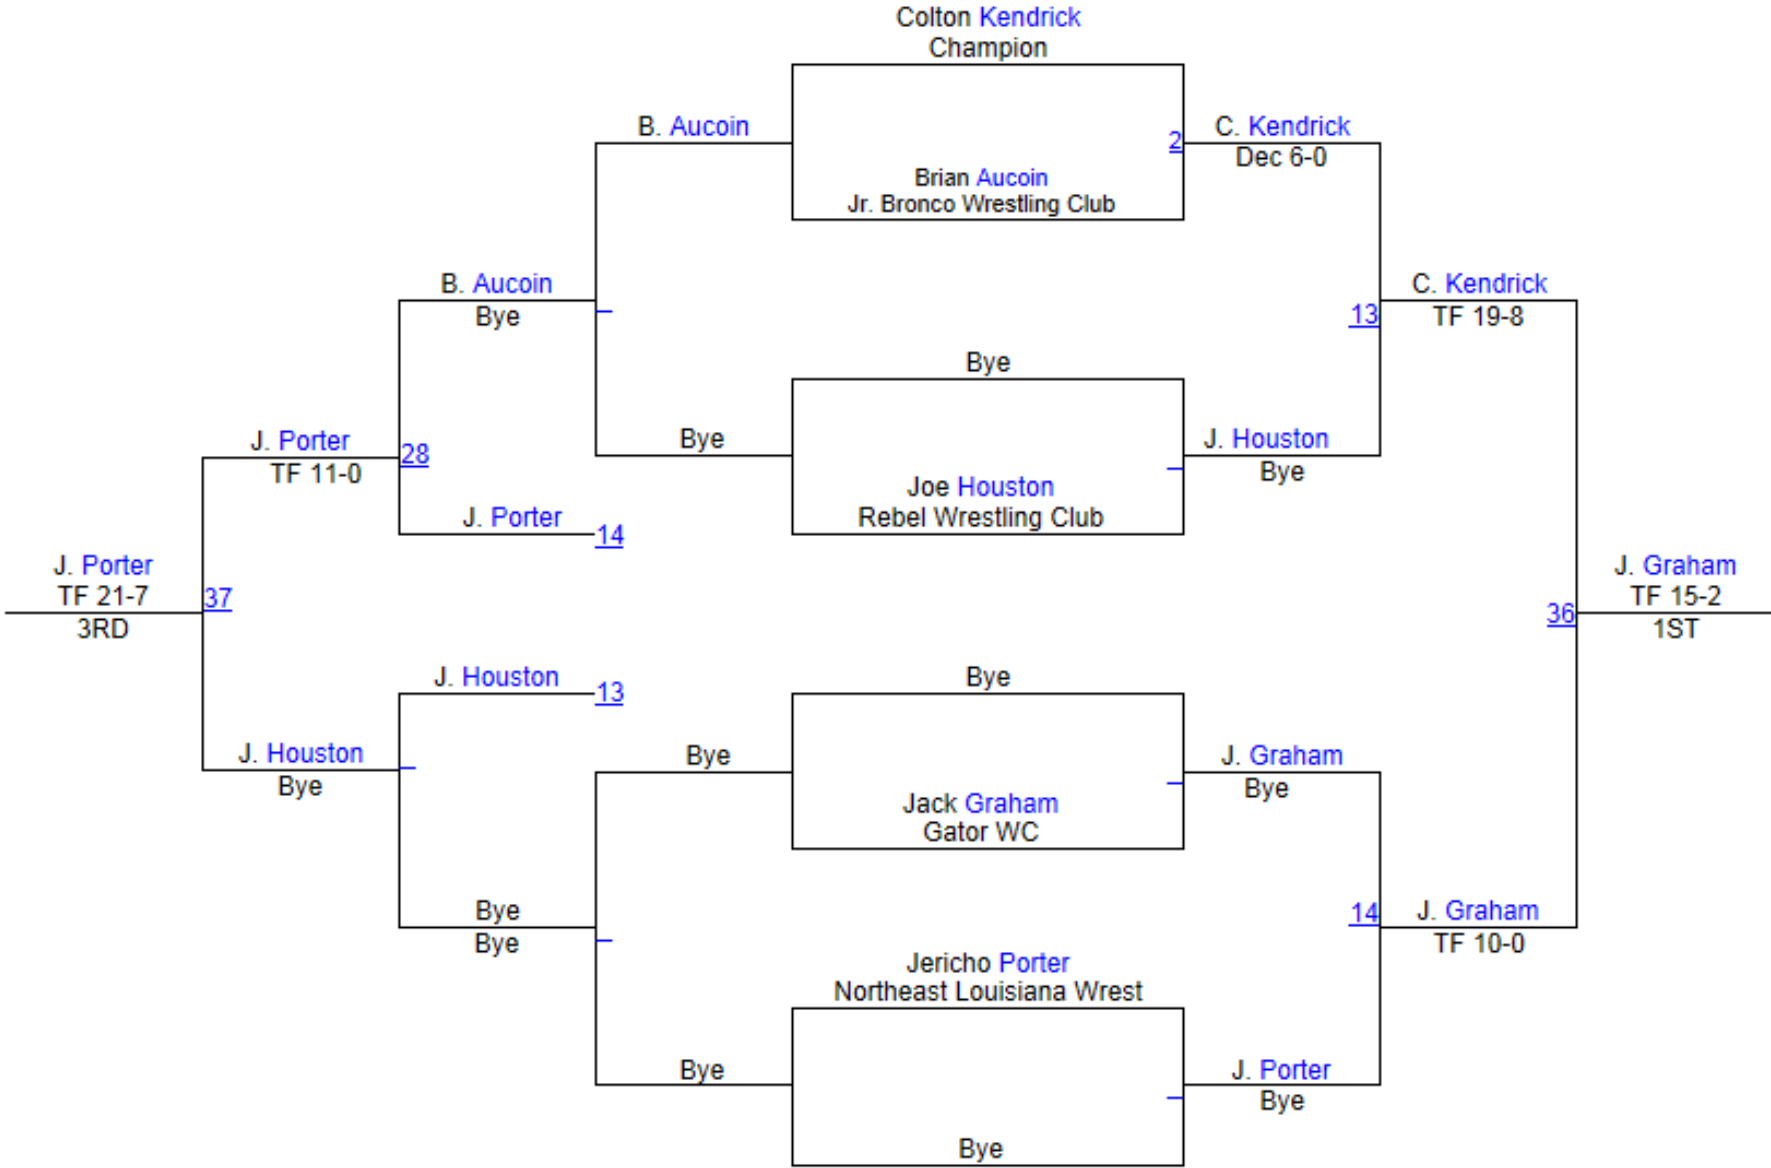 Colton Kendrick
Champion
B. Aucoin
2
C. Kendrick
Dec 6-0
Brian Aucoin
Jr. Bronco Wrestling Club
B. Aucoin
Bye
13
C. Kendrick
TF 19-8
Bye
Bye
J. Houston
Bye
Joe Houston
Rebel Wrestling Club
J. Porter
TF 11-0
28
J. Porter
14
J. Porter
TF 21-7
3RD
37
36
J. Graham
TF 15-2
1ST
J. Houston
13
Bye
J. Houston
Bye
Bye
J. Graham
Bye
Jack Graham
Gator WC
Bye
Bye
14
J. Graham
TF 10-0
Jericho Porter
Northeast Louisiana Wrest
Bye
J. Porter
Bye
Bye